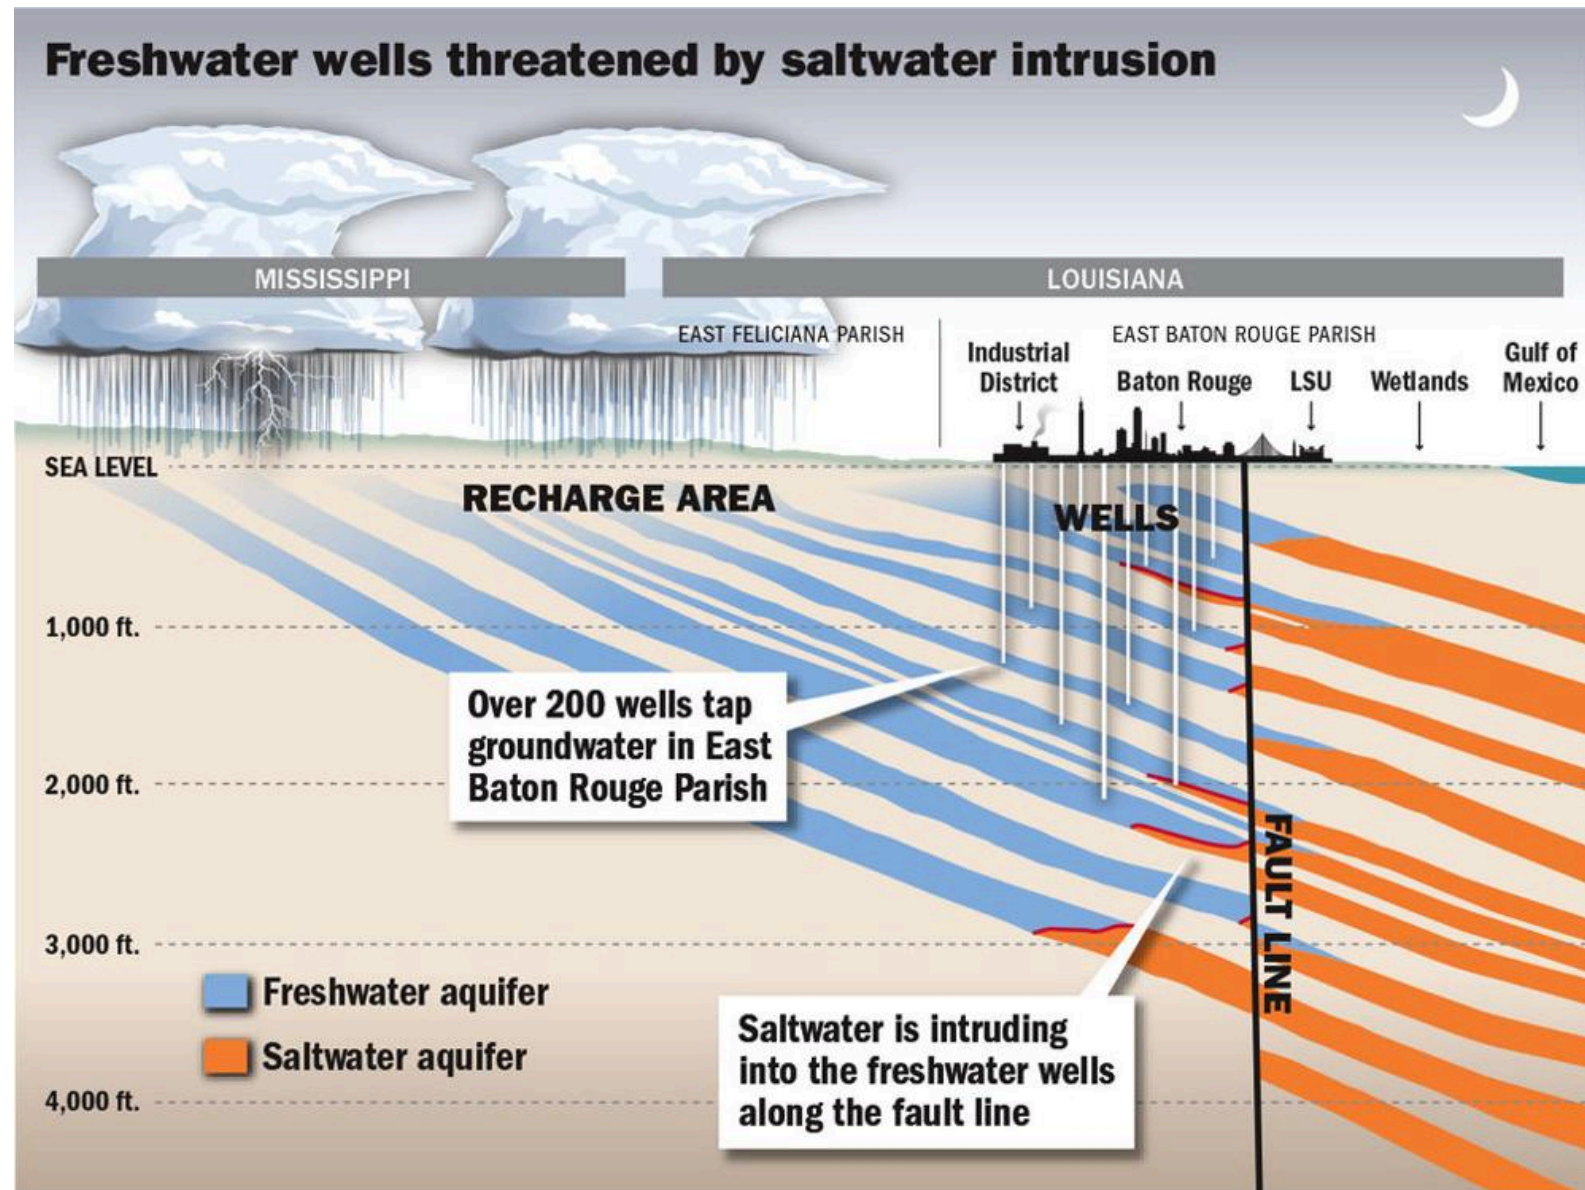 Freshwater wells threatened by saltwater intrusion
MISSISSIPPI
LOUISIANA
EAST FELICIANA PARISH
EAST BATON ROUGE PARISH
Industrial
District
Baton Rouge
LSU
Wetlands
Gulf of
Mexico
SEA LEVEL
RECHARGE AREA
WELLS
1,000 ft.
Over 200 wells tap
groundwater in East
Baton Rouge Parish
2,000 ft.
FAULT LINE
3,000 ft.
Freshwater aquifer
Saltwater aquifer
Saltwater is intruding
into the freshwater wells
along the fault line
4,000 ft.